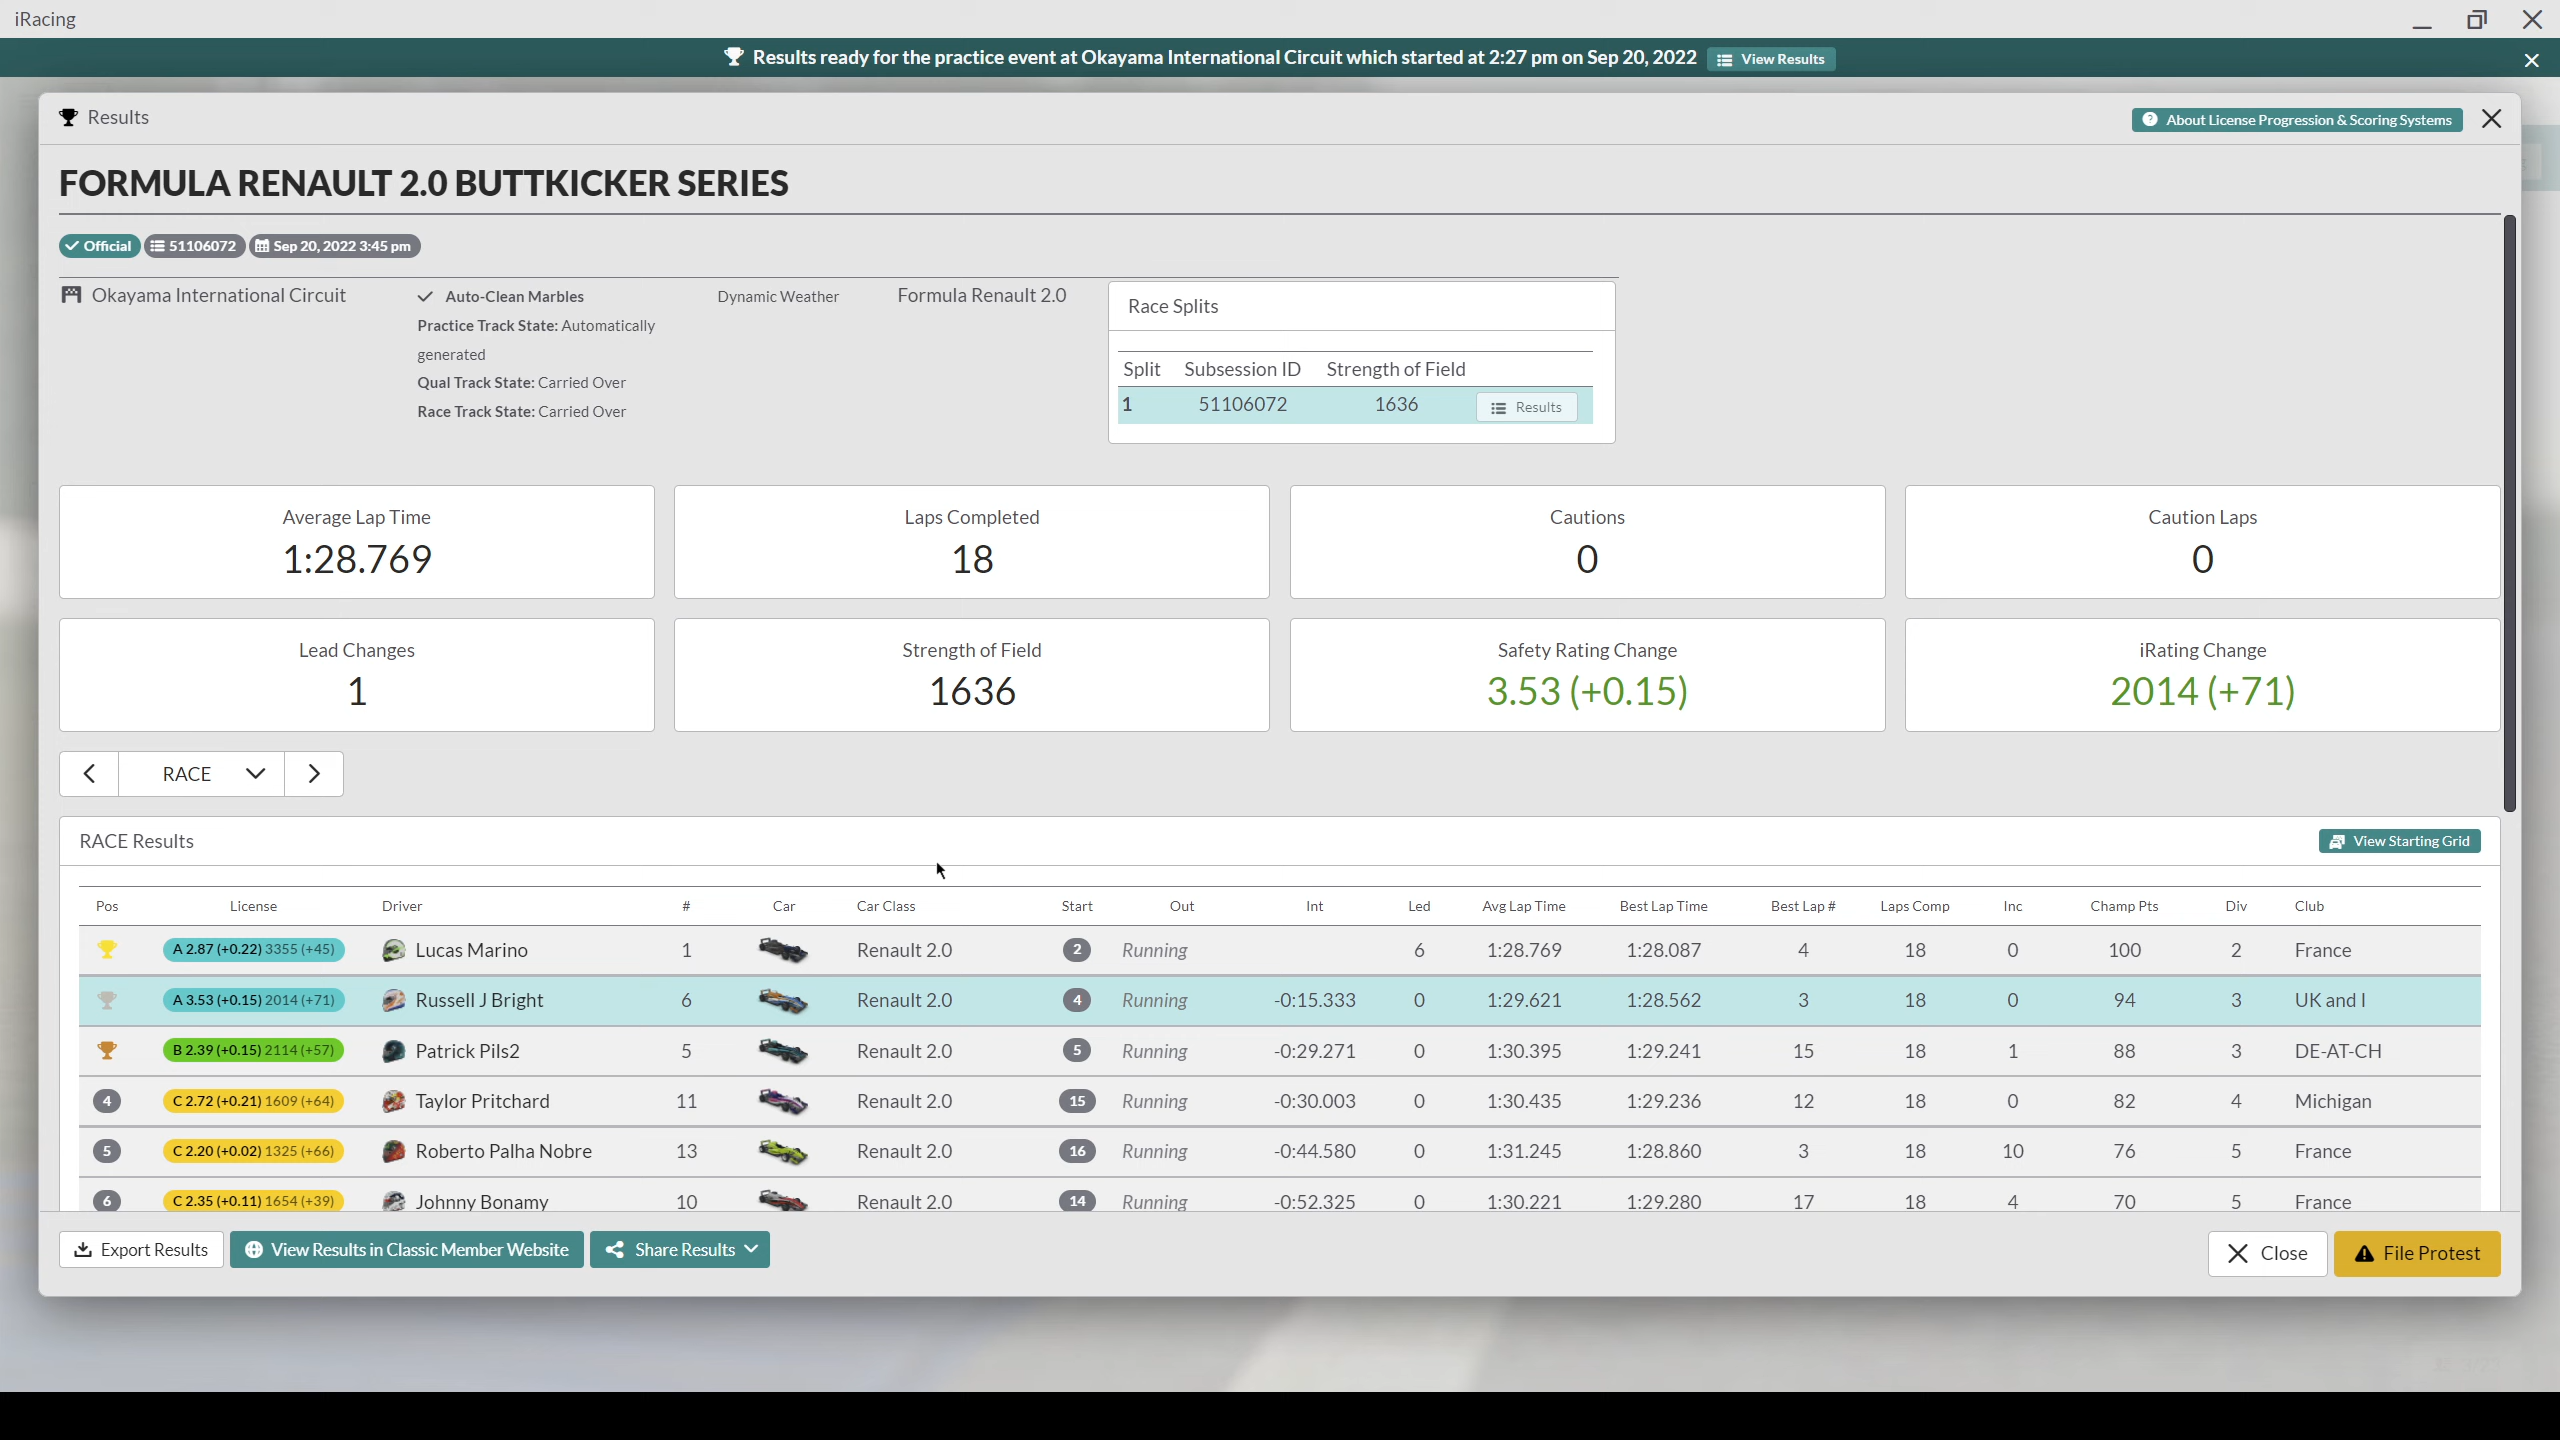 iRacing
Results ready for the practice event at Okayama International Circuit which started at 2:27 pm on Sep 20, 2022 View Results
Results About License Progression & Scoring Systems
FORMULA RENAULT 2.0 BUTTKICKER SERIES
Official 51106072 Sep 20, 2022 3:45 pm
Okayama International Circuit
Auto-Clean Marbles
Practice Track State: Automatically
generated
Qual Track State: Carried Over
Race Track State: Carried Over
Dynamic Weather
Formula Renault 2.0
Race Splits
Split Subsession ID Strength of Field
1 51106072 1636 Results
Average Lap Time
1:28.769
Laps Completed
18
Cautions
0
Caution Laps
0
Lead Changes
1
Strength of Field
1636
Safety Rating Change
3.53 (+0.15)
iRating Change
2014 (+71)
RACE
RACE Results View Starting Grid
Pos License Driver # Car Car Class Start Out Int Led Avg Lap Time Best Lap Time Best Lap # Laps Comp Inc Champ Pts Div Club
A 2.87 (+0.22) 3355 (+45) Lucas Marino 1 Renault 2.0 2 Running 6 1:28.769 1:28.087 4 18 0 100 2 France
A 3.53 (+0.15) 2014 (+71) Russell J Bright 6 Renault 2.0 4 Running -0:15.333 0 1:29.621 1:28.562 3 18 0 94 3 UK and I
B 2.39 (+0.15) 2114 (+57) Patrick Pils2 5 Renault 2.0 5 Running -0:29.271 0 1:30.395 1:29.241 15 18 1 88 3 DE-AT-CH
4 C 2.72 (+0.21) 1609 (+64) Taylor Pritchard 11 Renault 2.0 15 Running -0:30.003 0 1:30.435 1:29.236 12 18 0 82 4 Michigan
5 C 2.20 (+0.02) 1325 (+66) Roberto Palha Nobre 13 Renault 2.0 16 Running -0:44.580 0 1:31.245 1:28.860 3 18 10 76 5 France
6 C 2.35 (+0.11) 1654 (+39) Johnny Bonamy 10 Renault 2.0 14 Running -0:52.325 0 1:30.221 1:29.280 17 18 4 70 5 France
Export Results View Results in Classic Member Website Share Results Close File Protest